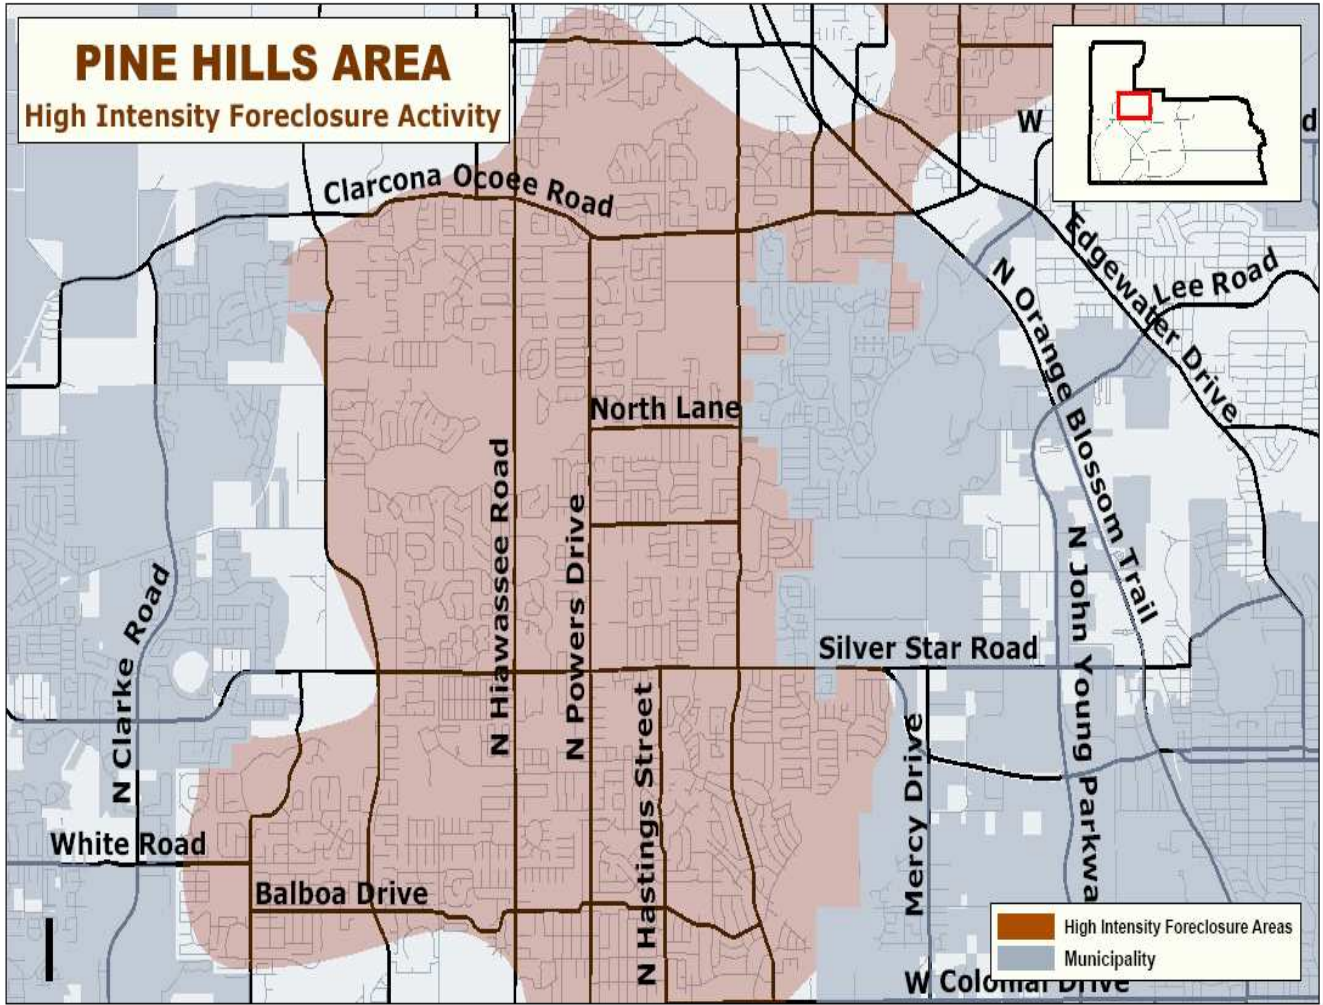 PINE HILLS AREA
High Intensity Foreclosure Activity
W
d
Clarcona Ocoee Road
Edgewater Drive
Lee Road
N Orange Blossom Trail
North Lane
N Hiawassee Road
N Powers Drive
N Clarke Road
N John Young Parkwa
Silver Star Road
N Hastings Street
Mercy Drive
White Road
Balboa Drive
High Intensity Foreclosure Areas
Municipality
W Colonial Drive